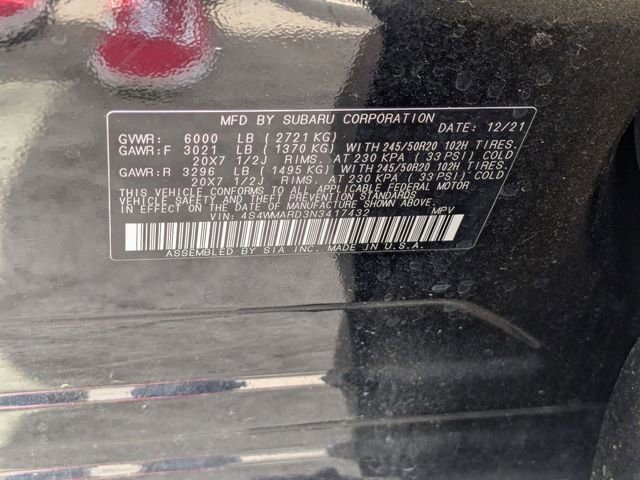 MFD BY SUBARU CORPORATION
DATE: 12/21
GVWR: 6000 LB ( 2721 KG)
GAWR:F 3021 LB ( 1370 KG) WITH 245/50R20 102H TIRES.
20X7 1/2J RIMS. AT 230 KPA ( 33 PSI) COLD
GAWR:R 3296 LB ( 1495 KG) WITH 245/50R20 102H TIRES.
20X7 1/2J RIMS. AT 230 KPA ( 33 PSI) COLD
THIS VEHICLE CONFORMS TO ALL APPLICABLE FEDERAL MOTOR
VEHICLE SAFETY AND THEFT PREVENTION STANDARDS
IN EFFECT ON THE DATE OF MANUFACTURE SHOWN ABOVE.
VIN: 4S4WMARD3N3417432 MPV
ASSEMBLED BY SIA INC. MADE IN U.S.A.